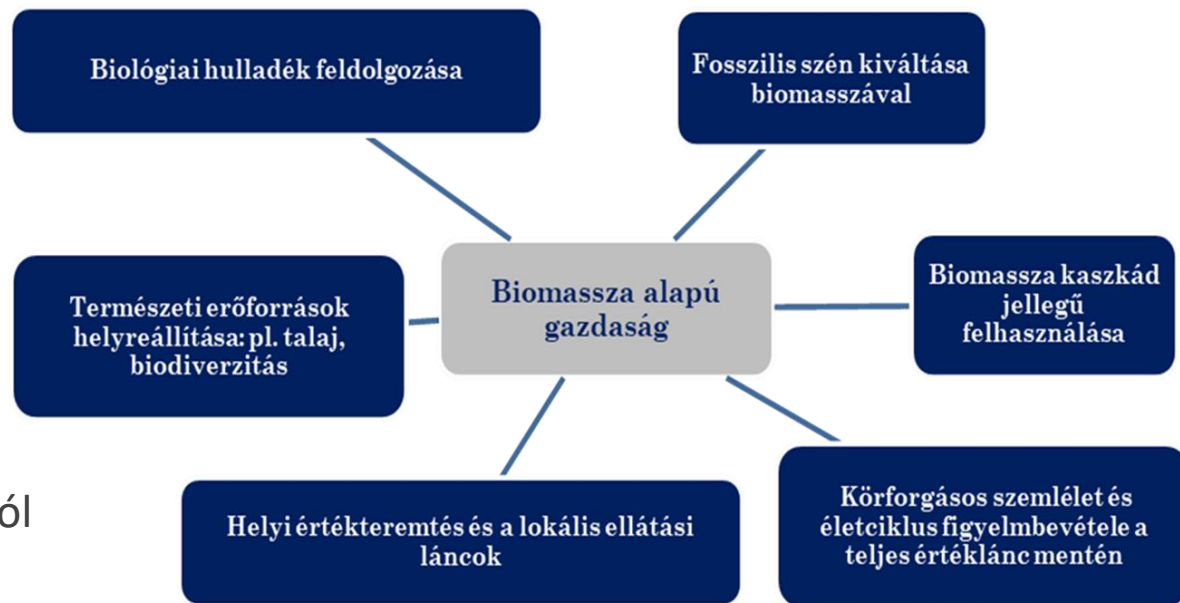 Biológiai hulladék feldolgozása
Fosszilis szén kiváltása
biomasszával
Természeti erőforrások
helyreállítása: pl. talaj,
biodiverzitás
Biomassza alapú
gazdaság
Biomassza kaszkád
jellegű
felhasználása
ól
Helyi értékteremtés és a lokális ellátási
láncok
Körforgásos szemlélet és
életciklus figyelmbevétele a
teljes értéklánc mentén